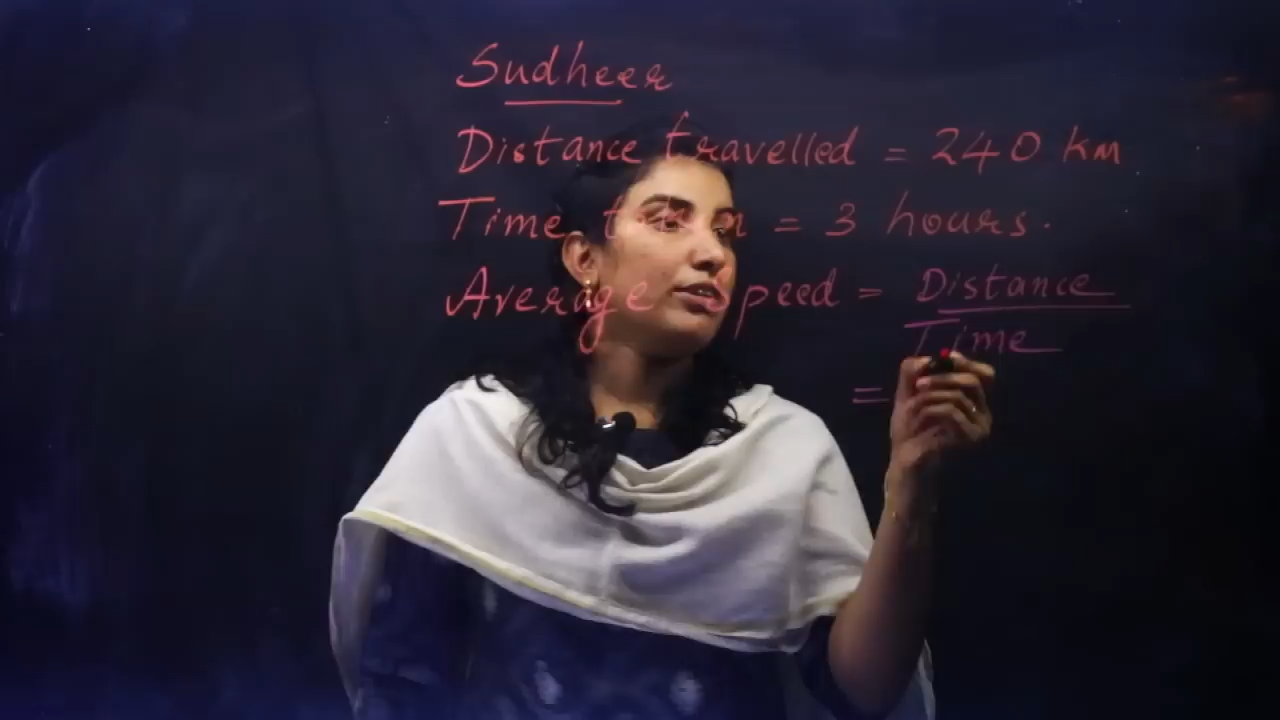 Sudheer
Distance travelled = 240 km
Time = 3 hours.
Average speed = Distance
Time
=